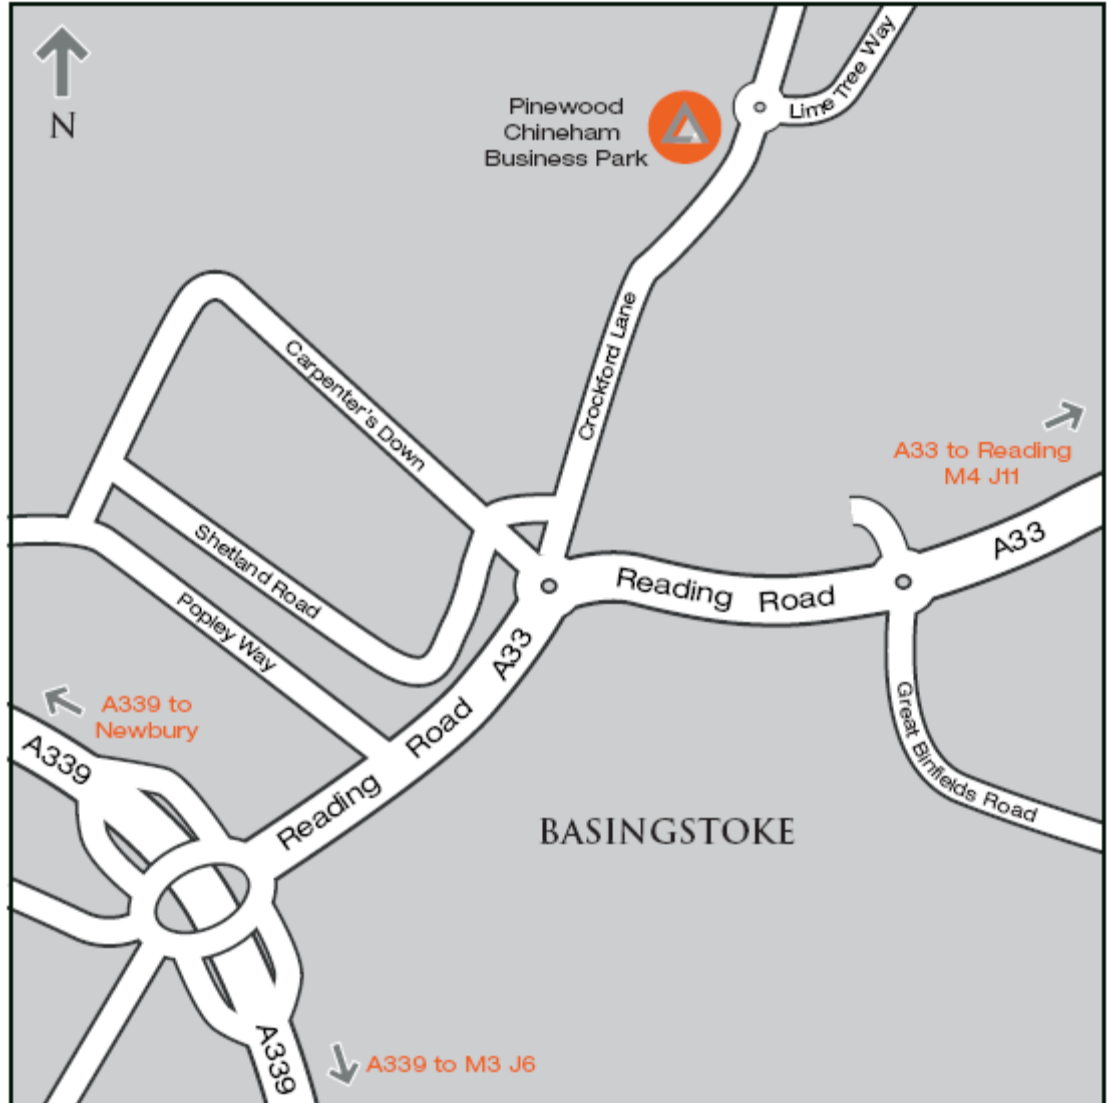 N
Pinewood
Chineham
Business Park
Lime Tree Way
Crockford Lane
Carpenter's Down
A33 to Reading
M4 J11
A33
Shetland Road
Reading Road
Popley Way
A33
Reading Road
A339 to
Newbury
A339
Great Binfields Road
BASINGSTOKE
A339
A339 to M3 J6